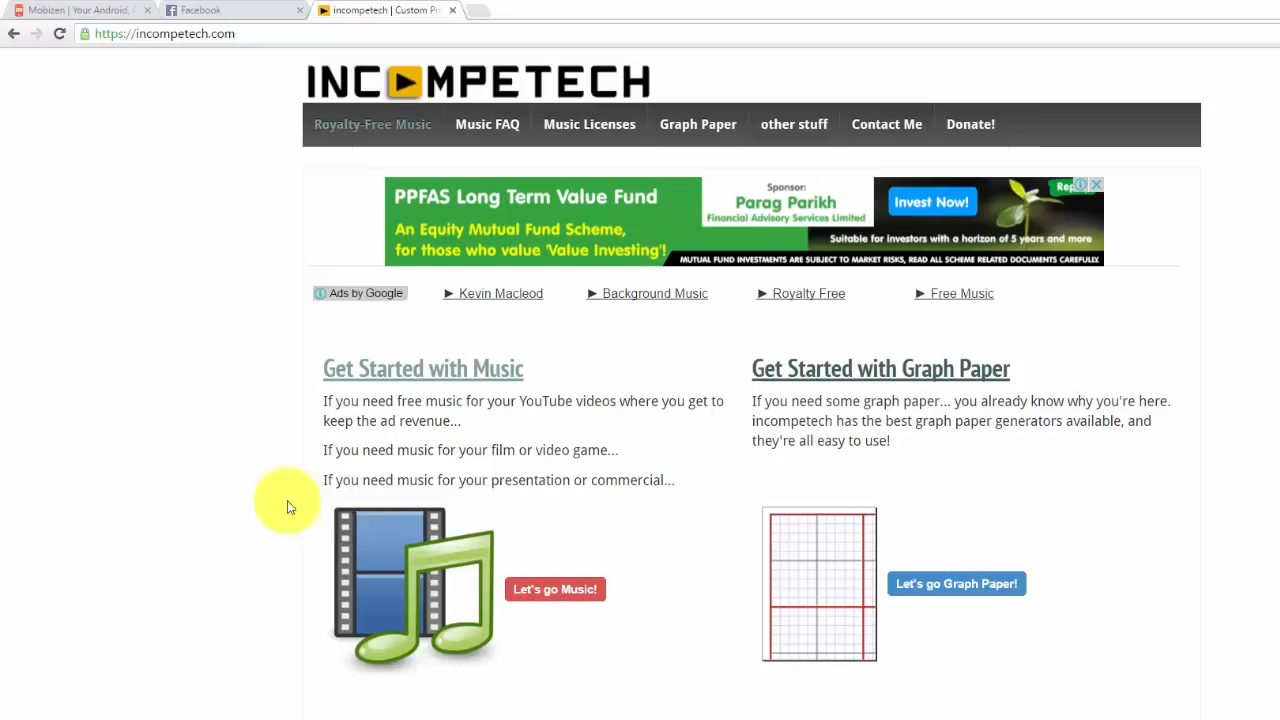 Mobizen | Your Android, A
Facebook
incompetech | Custom Pr
https://incompetech.com
INCOMPETECH
Royalty-Free Music
Music FAQ
Music Licenses
Graph Paper
other stuff
Contact Me
Donate!
PPFAS Long Term Value Fund
An Equity Mutual Fund Scheme,
for those who value 'Value Investing'!
Sponsor:
Parag Parikh
Financial Advisory Services Limited
Invest Now!
Suitable for investors with a horizon of 5 years and more
MUTUAL FUND INVESTMENTS ARE SUBJECT TO MARKET RISKS, READ ALL SCHEME RELATED DOCUMENTS CAREFULLY.
Ads by Google
► Kevin Macleod
► Background Music
► Royalty Free
► Free Music
Get Started with Music
If you need free music for your YouTube videos where you get to
keep the ad revenue...
If you need music for your film or video game...
If you need music for your presentation or commercial...
Let's go Music!
Get Started with Graph Paper
If you need some graph paper... you already know why you're here.
incompetech has the best graph paper generators available, and
they're all easy to use!
Let's go Graph Paper!